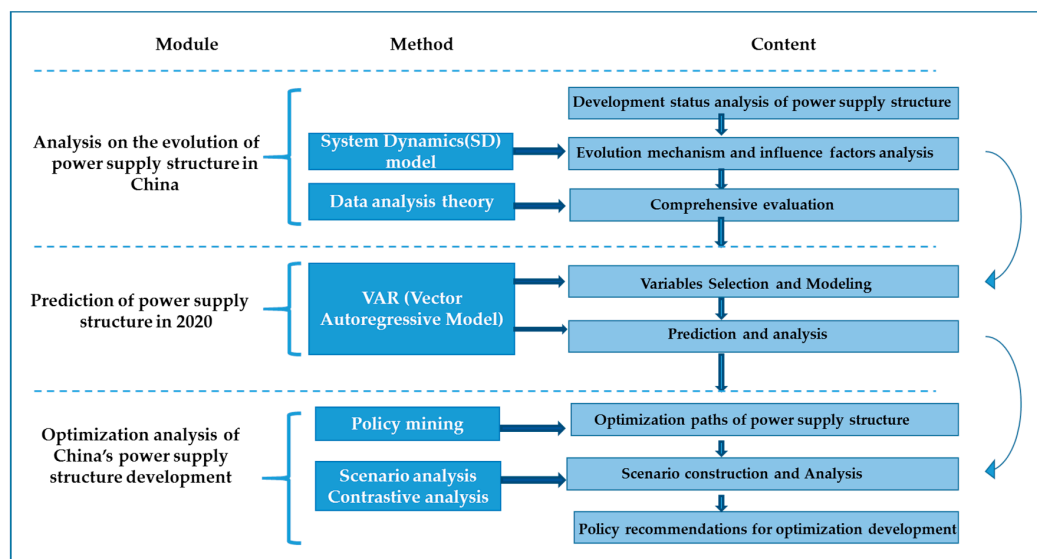 Module
Method
Content
Analysis on the evolution of
power supply structure in
China
System Dynamics(SD)
model
Data analysis theory
Development status analysis of power supply structure
Evolution mechanism and influence factors analysis
Comprehensive evaluation
Prediction of power supply
structure in 2020
VAR (Vector
Autoregressive Model)
Variables Selection and Modeling
Prediction and analysis
Optimization analysis of
China's power supply
structure development
Policy mining
Scenario analysis
Contrastive analysis
Optimization paths of power supply structure
Scenario construction and Analysis
Policy recommendations for optimization development